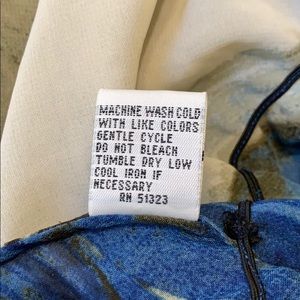 MACHINE WASH COLD
WITH LIKE COLORS
GENTLE CYCLE
DO NOT BLEACH
TUMBLE DRY LOW
COOL IRON IF
NECESSARY
RN 51323